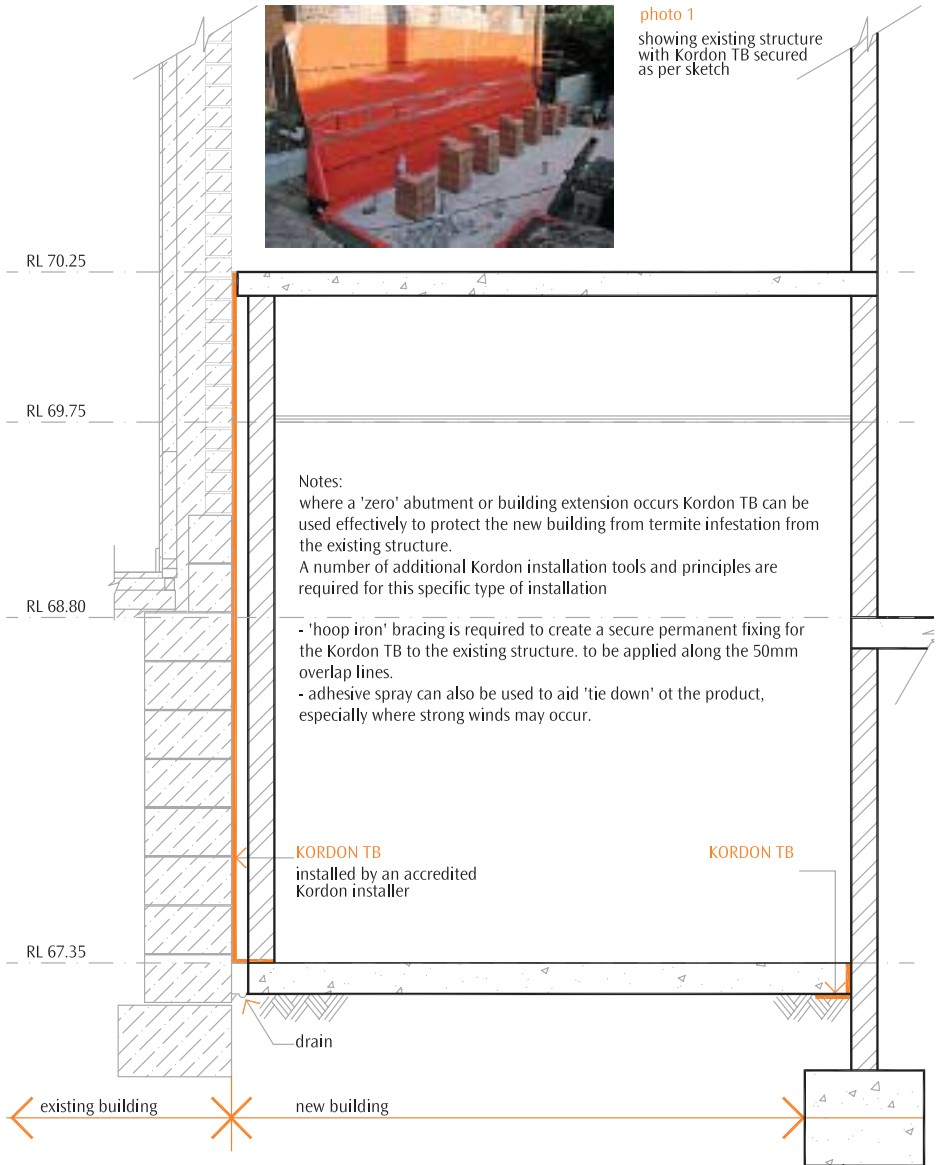 photo 1
showing existing structure
with Kordon TB secured
as per sketch
RL 70.25
RL 69.75
Notes:
where a 'zero' abutment or building extension occurs Kordon TB can be
used effectively to protect the new building from termite infestation from
the existing structure.
A number of additional Kordon installation tools and principles are
required for this specific type of installation
RL 68.80
- 'hoop iron' bracing is required to create a secure permanent fixing for
the Kordon TB to the existing structure. to be applied along the 50mm
overlap lines.
- adhesive spray can also be used to aid 'tie down' ot the product,
especially where strong winds may occur.
KORDON TB
installed by an accredited
Kordon installer
KORDON TB
RL 67.35
drain
existing building
new building